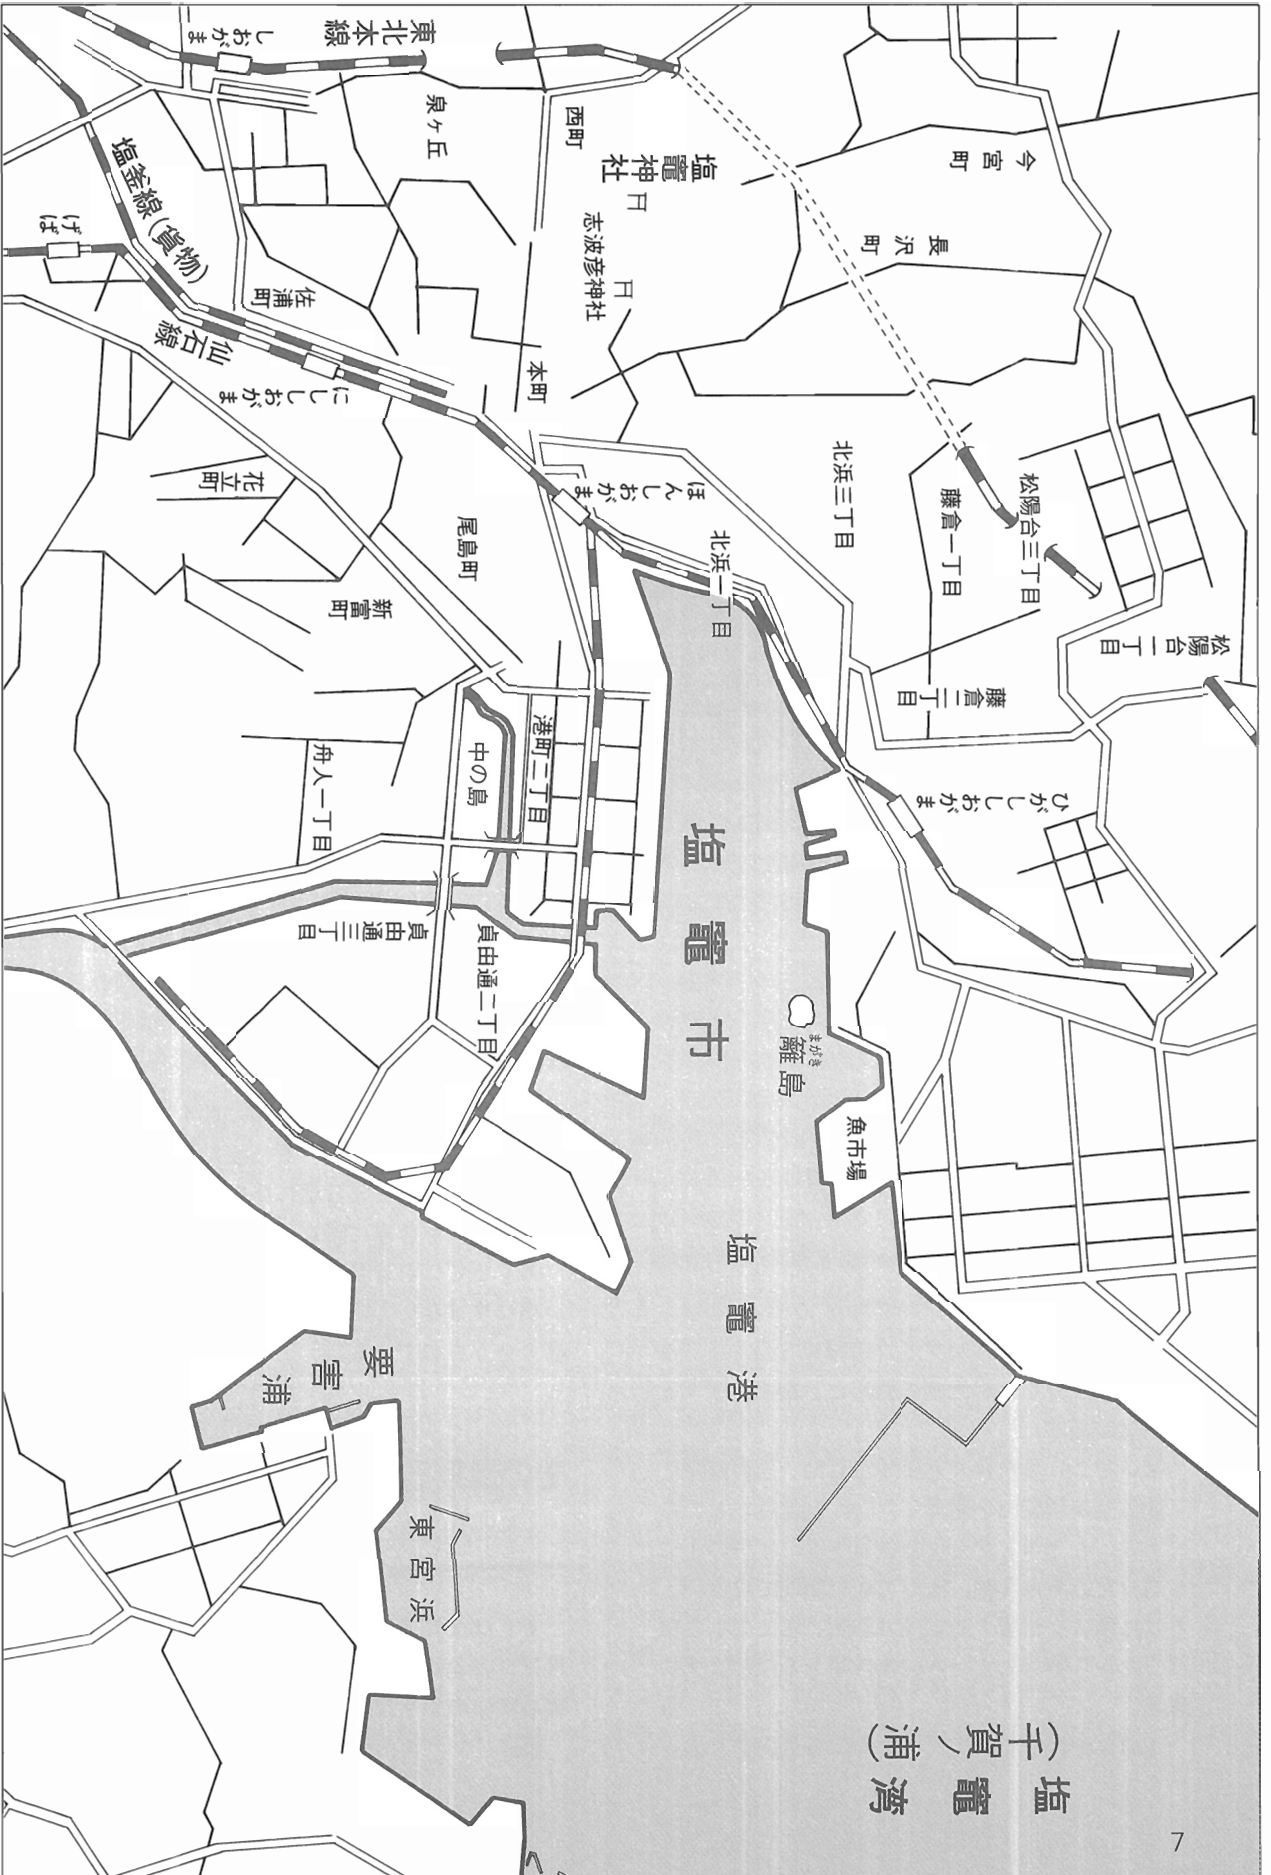 東北本線
しおがま
泉ヶ丘
西町
塩竈神社
志波彦神社
今宮町
長沢町
塩釜線(貨物)
げば
佐浦町
仙石線
にししおがま
本町
北浜三丁目
藤倉一丁目
松陽台三丁目
松陽台一丁目
藤倉二丁目
ほんしおがま
北浜一丁目
花立町
尾島町
新富町
舟人一丁目
中の島
港町二丁目
ひがししおがま
塩竈市
貞由通三丁目
貞由通二丁目
まがき
籬島
魚市場
塩竈港
要害浦
東宮浜
塩竈湾
(千賀ノ浦)
7